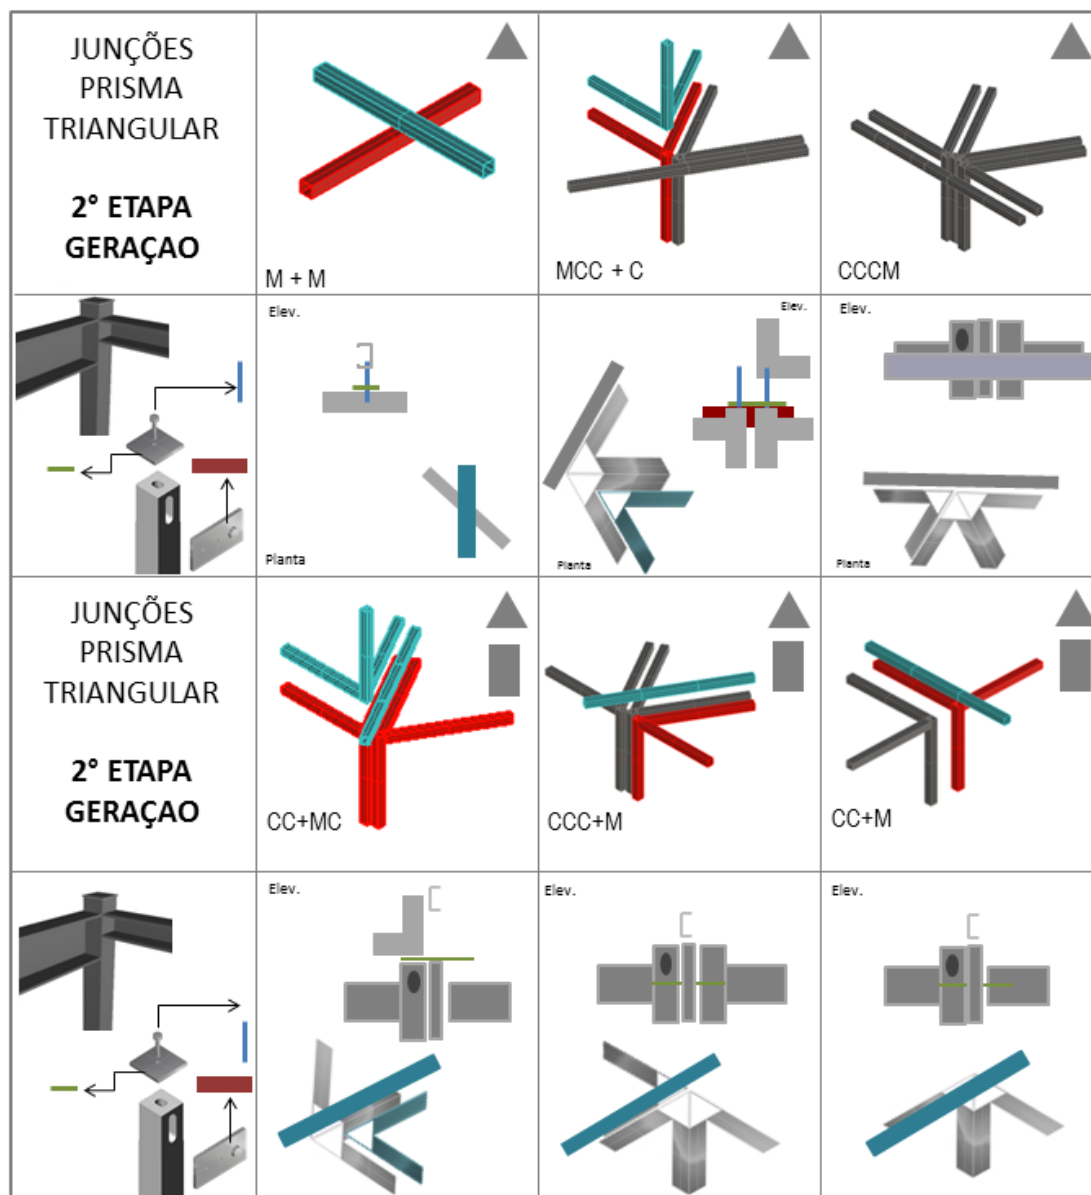 JUNÇÕES
PRISMA
TRIANGULAR
2° ETAPA
GERAÇAO
M + M
MCC + C
CCCM
Elev.
Planta
Elev.
Planta
Elev.
Planta
JUNÇÕES
PRISMA
TRIANGULAR
2° ETAPA
GERAÇAO
CC+MC
CCC+M
CC+M
Elev.
Elev.
Elev.